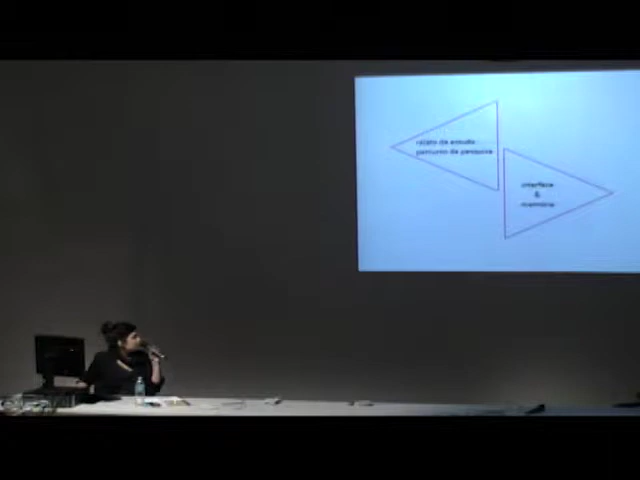 relato de estudo
percurso de pesquisa
interface
&
memória